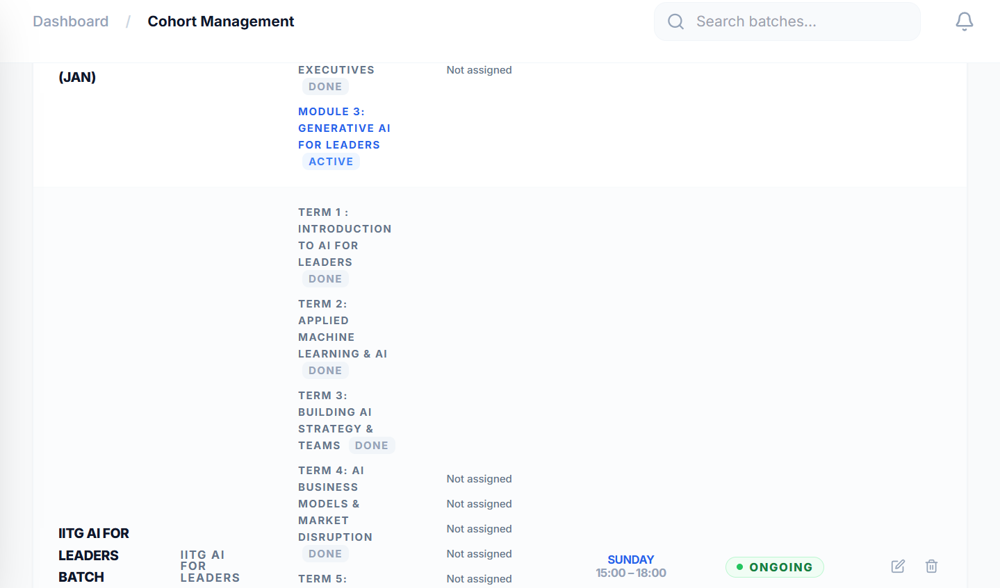 Dashboard / Cohort Management
Search batches...
(JAN)
EXECUTIVES
DONE
MODULE 3:
GENERATIVE AI
FOR LEADERS
ACTIVE
Not assigned
IITG AI FOR
LEADERS
BATCH
IITG AI
FOR
LEADERS
TERM 1 :
INTRODUCTION
TO AI FOR
LEADERS
DONE
TERM 2:
APPLIED
MACHINE
LEARNING & AI
DONE
TERM 3:
BUILDING AI
STRATEGY &
TEAMS DONE
TERM 4: AI
BUSINESS
MODELS &
MARKET
DISRUPTION
DONE
TERM 5:
Not assigned
Not assigned
Not assigned
Not assigned
Not assigned
SUNDAY
15:00 – 18:00
ONGOING